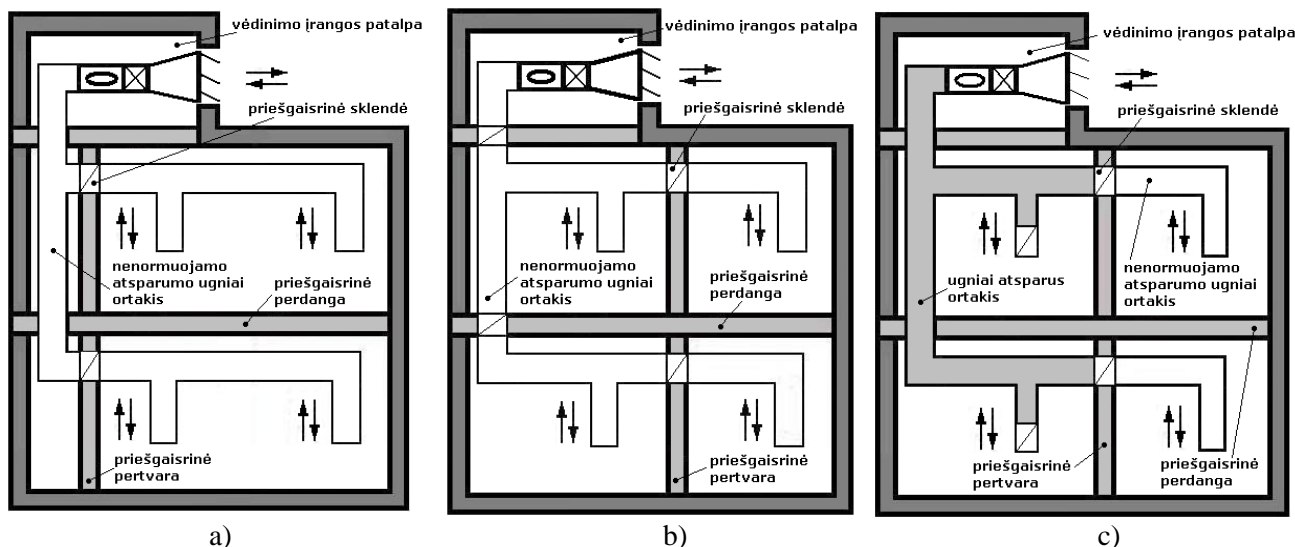 vėdinimo įrangos patalpa
priešgaisrinė sklendė
nenormuojamo
atsparumo ugniai
ortakis
priešgaisrinė
perdanga
priešgaisrinė
pertvara
a)
vėdinimo įrangos patalpa
priešgaisrinė sklendė
nenormuojamo
atsparumo ugniai
ortakis
priešgaisrinė
perdanga
priešgaisrinė
pertvara
b)
vėdinimo įrangos patalpa
priešgaisrinė sklendė
ugniai atsparus
ortakis
nenormuojamo
atsparumo ugniai
ortakis
priešgaisrinė
pertvara
priešgaisrinė
perdanga
c)